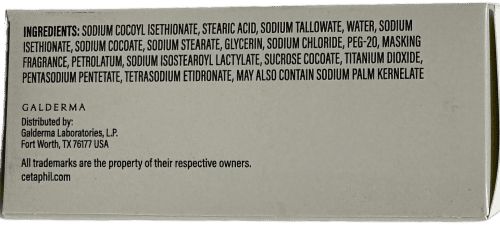 INGREDIENTS: SODIUM COCOYL ISETHIONATE, STEARIC ACID, SODIUM TALLOWATE, WATER, SODIUM
ISETHIONATE, SODIUM COCOATE, SODIUM STEARATE, GLYCERIN, SODIUM CHLORIDE, PEG-20, MASKING
FRAGRANCE, PETROLATUM, SODIUM ISOSTEAROYL LACTYLATE, SUCROSE COCOATE, TITANIUM DIOXIDE,
PENTASODIUM PENTETATE, TETRASODIUM ETIDRONATE, MAY ALSO CONTAIN SODIUM PALM KERNELATE
GALDERMA
Distributed by:
Galderma Laboratories, L.P.
Fort Worth, TX 76177 USA
All trademarks are the property of their respective owners.
cetaphil.com